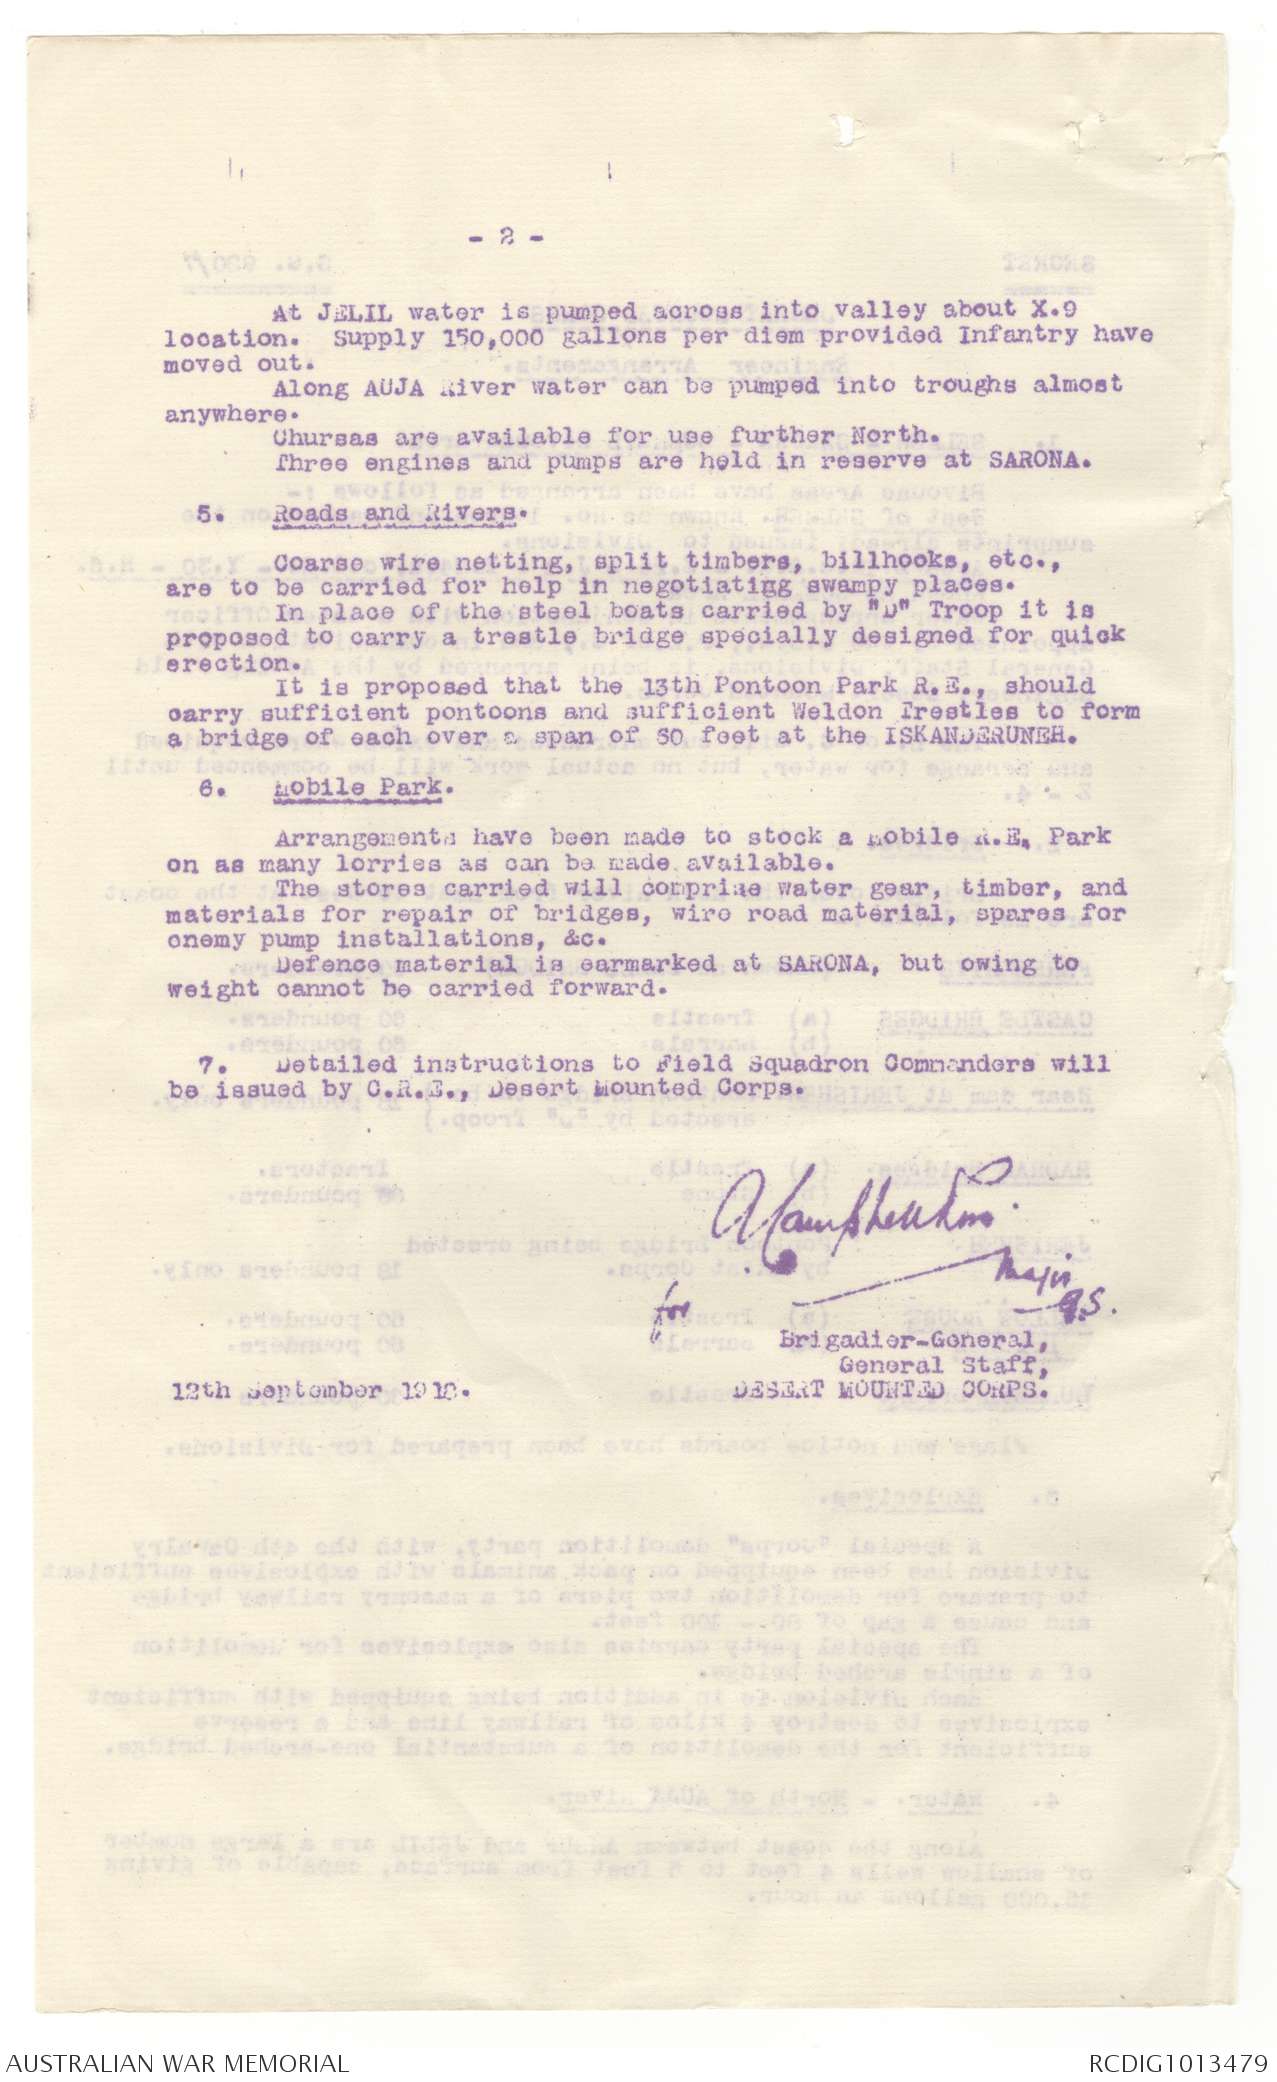 - 2 -
At JELIL water is pumped across into valley about X.9
location. Supply 150,000 gallons per diem provided Infantry have
moved out.
Along AUJA River water can be pumped into troughs almost
anywhere.
Chursas are available for use further North.
Three engines and pumps are held in reserve at SARONA.
5. Roads and Rivers.
Coarse wire netting, split timbers, billhooks, etc.,
are to be carried for help in negotiating swampy places.
In place of the steel boats carried by "D" Troop it is
proposed to carry a trestle bridge specially designed for quick
erection.
It is proposed that the 13th Pontoon Park R.E., should
carry sufficient pontoons and sufficient Weldon Trestles to form
a bridge of each over a span of 50 feet at the ISKANDERUNEH.
6. Mobile Park.
Arrangements have been made to stock a Mobile R.E. Park
on as many lorries as can be made available.
The stores carried will comprise water gear, timber, and
materials for repair of bridges, wire road material, spares for
enemy pump installations, &c.
Defence material is earmarked at SARONA, but owing to
weight cannot be carried forward.
7. Detailed instructions to Field Squadron Commanders will
be issued by C.R.E., Desert Mounted Corps.
Major
for G.S.
Brigadier-General,
General Staff,
12th September 1918. DESERT MOUNTED CORPS.
AUSTRALIAN WAR MEMORIAL RCDIG1013479